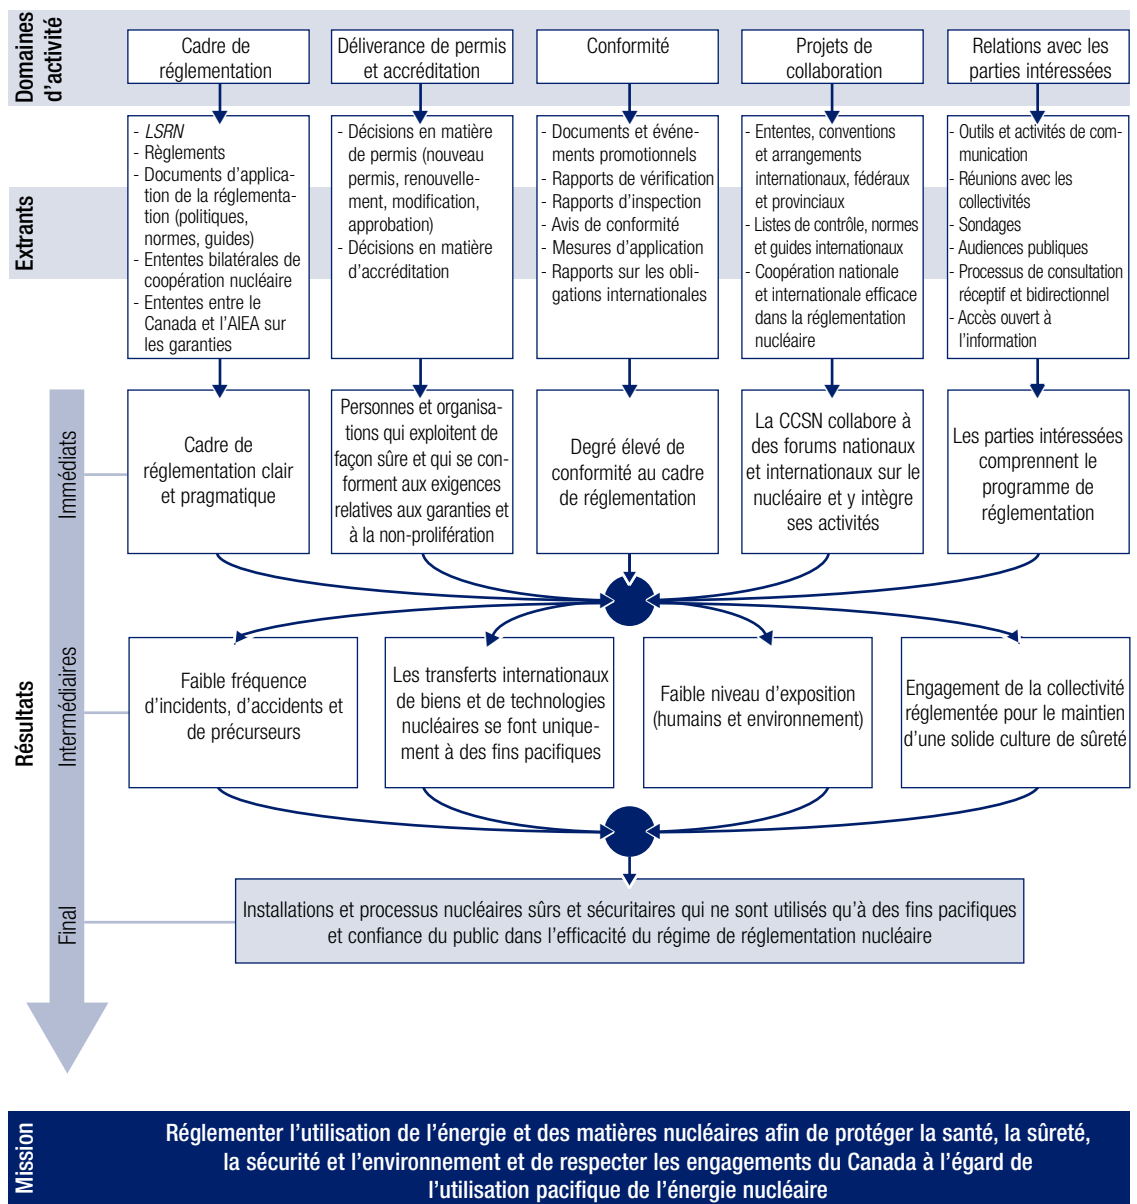 Domaines
d'activité
Cadre de
réglementation
Déliverance de permis
et accréditation
Conformité
Projets de
collaboration
Relations avec les
parties intéressées
Extrants
- LSRN
- Règlements
- Documents d'applica-
tion de la réglementa-
tion (politiques,
normes, guides)
- Ententes bilatérales de
coopération nucléaire
- Ententes entre le
Canada et l'AIEA sur
les garanties
- Décisions en matière
de permis (nouveau
permis, renouvelle-
ment, modification,
approbation)
- Décisions en matière
d'accréditation
- Documents et événe-
ments promotionnels
- Rapports de vérification
- Rapports d'inspection
- Avis de conformité
- Mesures d'application
- Rapports sur les obli-
gations internationales
- Ententes, conventions
et arrangements
internationaux, fédéraux
et provinciaux
- Listes de contrôle, normes
et guides internationaux
- Coopération nationale
et internationale efficace
dans la réglementation
nucléaire
- Outils et activités de com-
munication
- Réunions avec les
collectivités
- Sondages
- Audiences publiques
- Processus de consultation
réceptif et bidirectionnel
- Accès ouvert à
l'information
Résultats
Immédiats
Cadre de
réglementation clair
et pragmatique
Personnes et organisa-
tions qui exploitent de
façon sûre et qui se con-
forment aux exigences
relatives aux garanties et
à la non-prolifération
Degré élevé de
conformité au cadre
de réglementation
La CCSN collabore à
des forums nationaux
et internationaux sur le
nucléaire et y intègre
ses activités
Les parties intéressées
comprennent le
programme de
réglementation
Intermédiaires
Faible fréquence
d'incidents, d'accidents et
de précurseurs
Les transferts internationaux
de biens et de technologies
nucléaires se font unique-
ment à des fins pacifiques
Faible niveau d'exposition
(humains et environnement)
Engagement de la collectivité
réglementée pour le maintien
d'une solide culture de sûreté
Final
Installations et processus nucléaires sûrs et sécuritaires qui ne sont utilisés qu'à des fins pacifiques
et confiance du public dans l'efficacité du régime de réglementation nucléaire
Mission
Réglementer l'utilisation de l'énergie et des matières nucléaires afin de protéger la santé, la sûreté,
la sécurité et l'environnement et de respecter les engagements du Canada à l'égard de
l'utilisation pacifique de l'énergie nucléaire